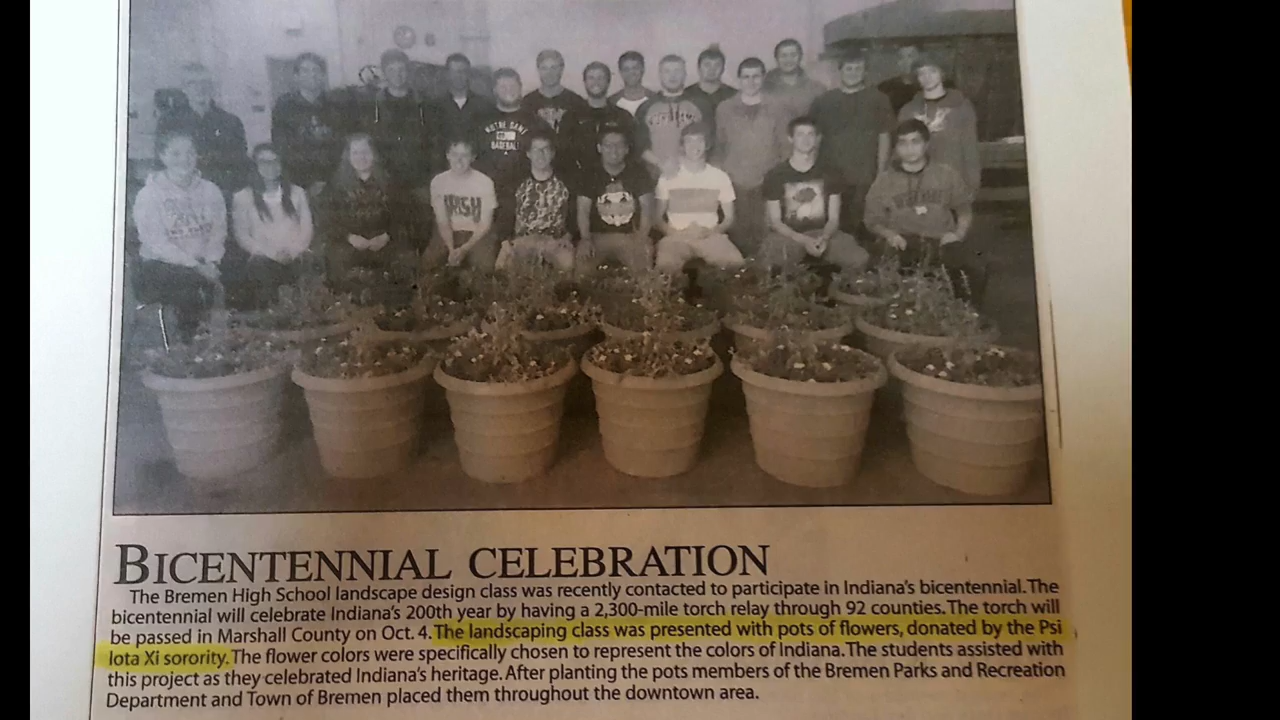 NOTRE DAME
BASEBALL
IRISH
BICENTENNIAL CELEBRATION
The Bremen High School landscape design class was recently contacted to participate in Indiana's bicentennial. The
bicentennial will celebrate Indiana's 200th year by having a 2,300-mile torch relay through 92 counties. The torch will
be passed in Marshall County on Oct. 4. The landscaping class was presented with pots of flowers, donated by the Psi
Iota Xi sorority. The flower colors were specifically chosen to represent the colors of Indiana. The students assisted with
this project as they celebrated Indiana's heritage. After planting the pots members of the Bremen Parks and Recreation
Department and Town of Bremen placed them throughout the downtown area.